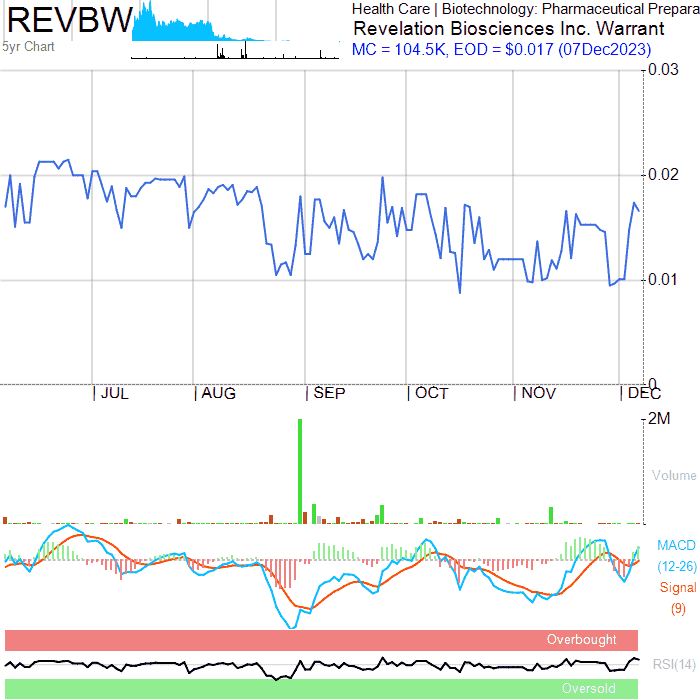 REVBW
5yr Chart
Health Care | Biotechnology: Pharmaceutical Prepara
Revelation Biosciences Inc. Warrant
MC = 104.5K, EOD = $0.017 (07Dec2023)
0.03
0.02
0.01
0
JUL AUG SEP OCT NOV DEC
2M
Volume
MACD
(12-26)
Signal
(9)
Overbought
RSI(14)
Oversold